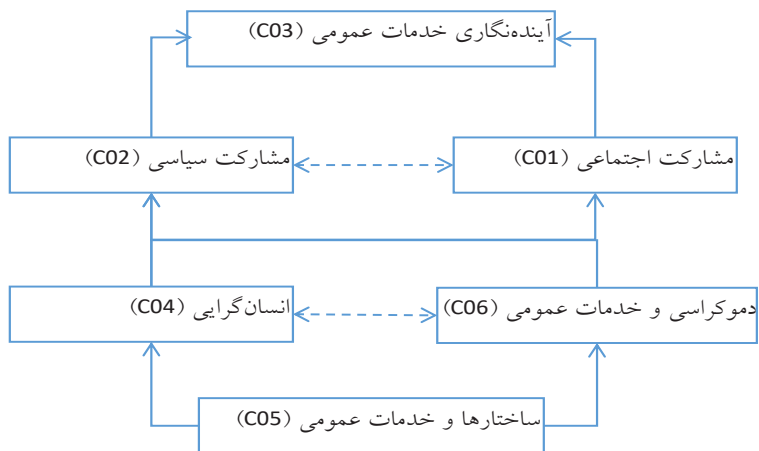 آینده‌نگاری خدمات عمومی (C03)
مشارکت اجتماعی (C01)
مشارکت سیاسی (C02)
دموکراسی و خدمات عمومی (C06)
انسان‌گرایی (C04)
ساختارها و خدمات عمومی (C05)